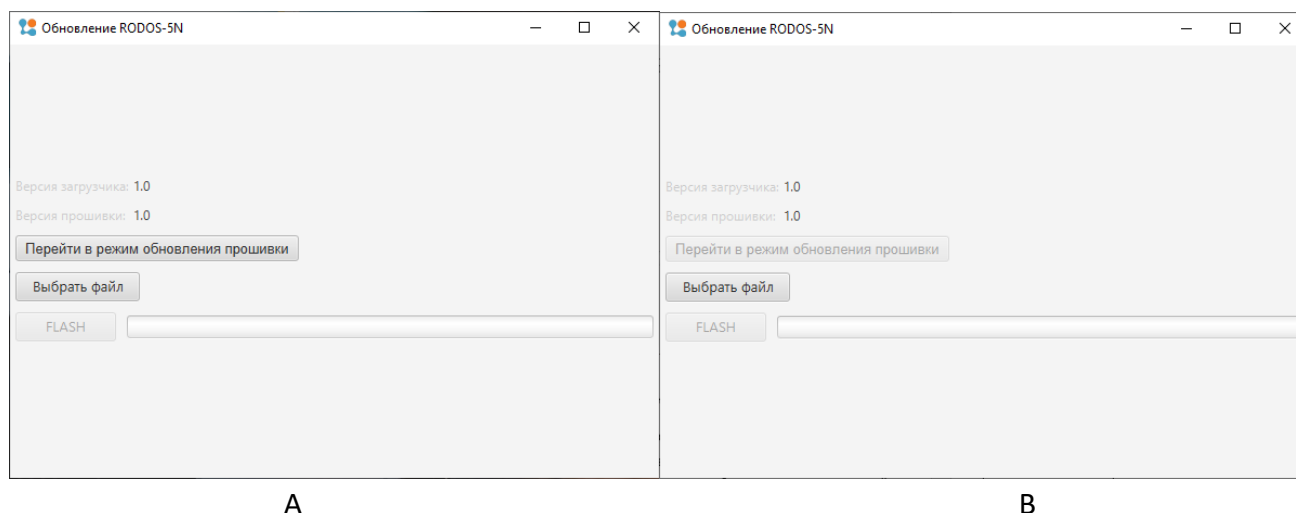 Обновление RODOS-5N
Версия загрузчика: 1.0
Версия прошивки: 1.0
Перейти в режим обновления прошивки
Выбрать файл
FLASH
A
Обновление RODOS-5N
Версия загрузчика: 1.0
Версия прошивки: 1.0
Перейти в режим обновления прошивки
Выбрать файл
FLASH
B